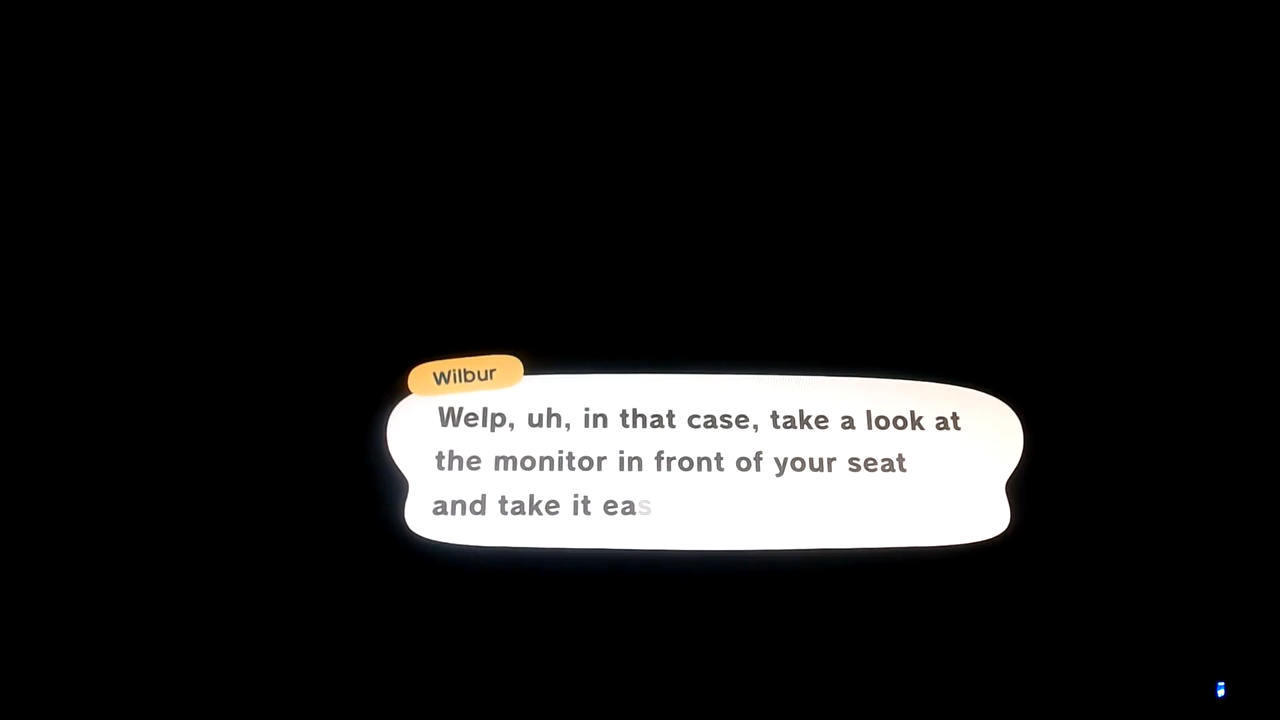 Wilbur
Welp, uh, in that case, take a look at
the monitor in front of your seat
and take it eas